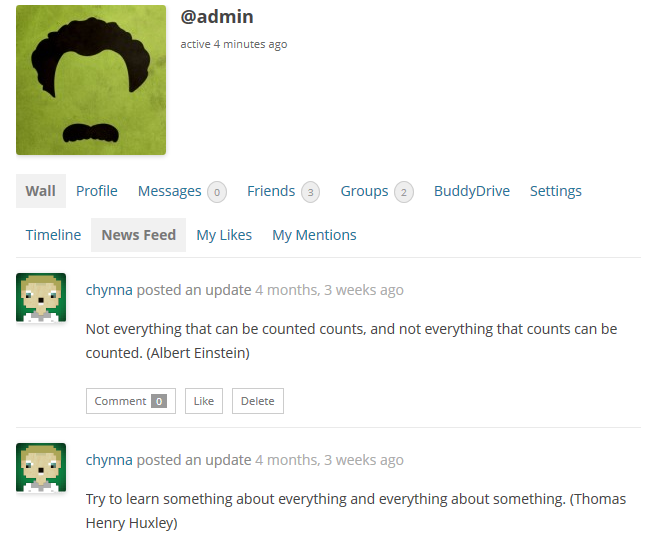 @admin
active 4 minutes ago
Wall Profile Messages 0 Friends 3 Groups 2 BuddyDrive Settings
Timeline News Feed My Likes My Mentions
chynna posted an update 4 months, 3 weeks ago
Not everything that can be counted counts, and not everything that counts can be
counted. (Albert Einstein)
Comment 0 Like Delete
chynna posted an update 4 months, 3 weeks ago
Try to learn something about everything and everything about something. (Thomas
Henry Huxley)